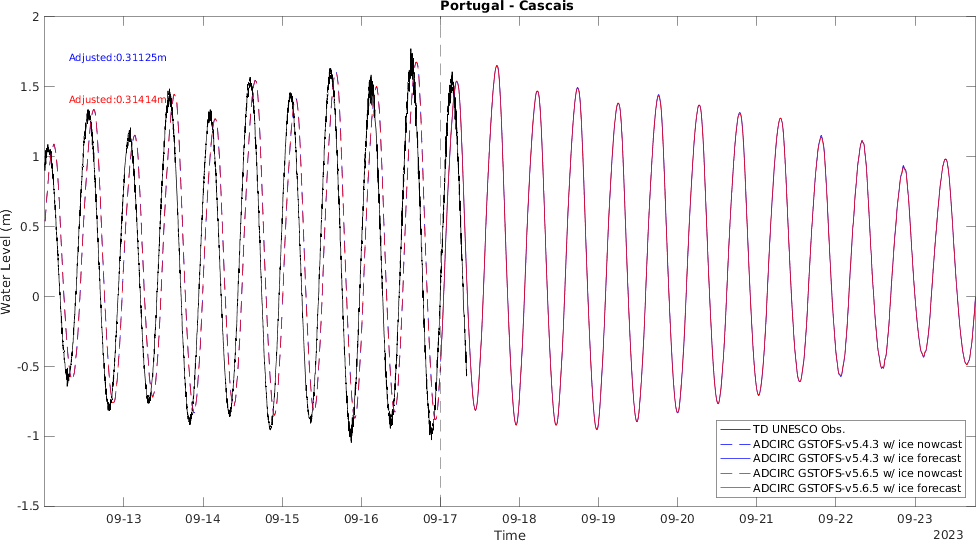 Portugal - Cascais
2
1.5
1
0.5
0
-0.5
-1
-1.5
Water Level (m)
Adjusted:0.31125m
Adjusted:0.31414m
TD UNESCO Obs.
ADCIRC GSTOFS-v5.4.3 w/ ice nowcast
ADCIRC GSTOFS-v5.4.3 w/ ice forecast
ADCIRC GSTOFS-v5.6.5 w/ ice nowcast
ADCIRC GSTOFS-v5.6.5 w/ ice forecast
09-13 09-14 09-15 09-16 09-17 09-18 09-19 09-20 09-21 09-22 09-23
Time
2023